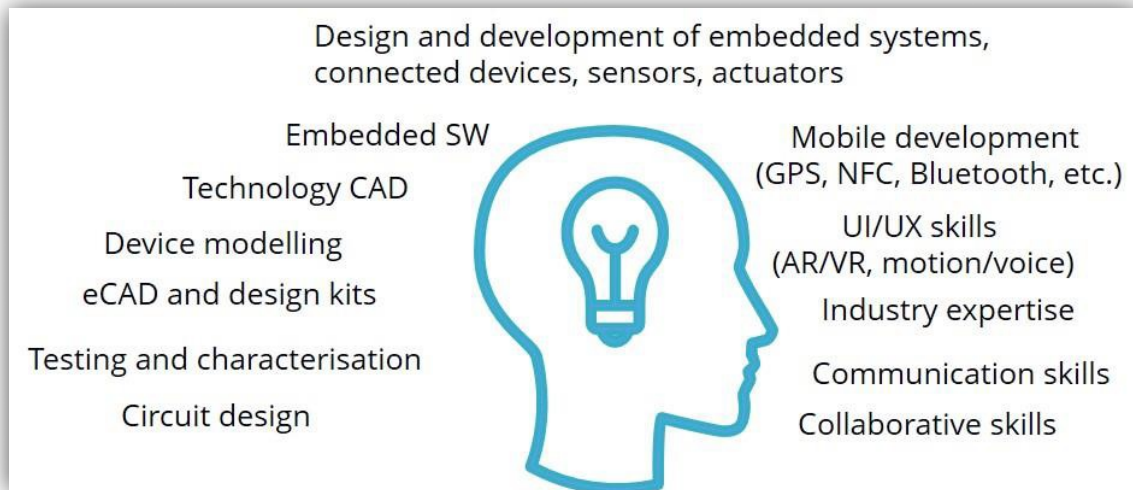 Design and development of embedded systems,
connected devices, sensors, actuators
Embedded SW
Technology CAD
Device modelling
eCAD and design kits
Testing and characterisation
Circuit design
Mobile development
(GPS, NFC, Bluetooth, etc.)
UI/UX skills
(AR/VR, motion/voice)
Industry expertise
Communication skills
Collaborative skills